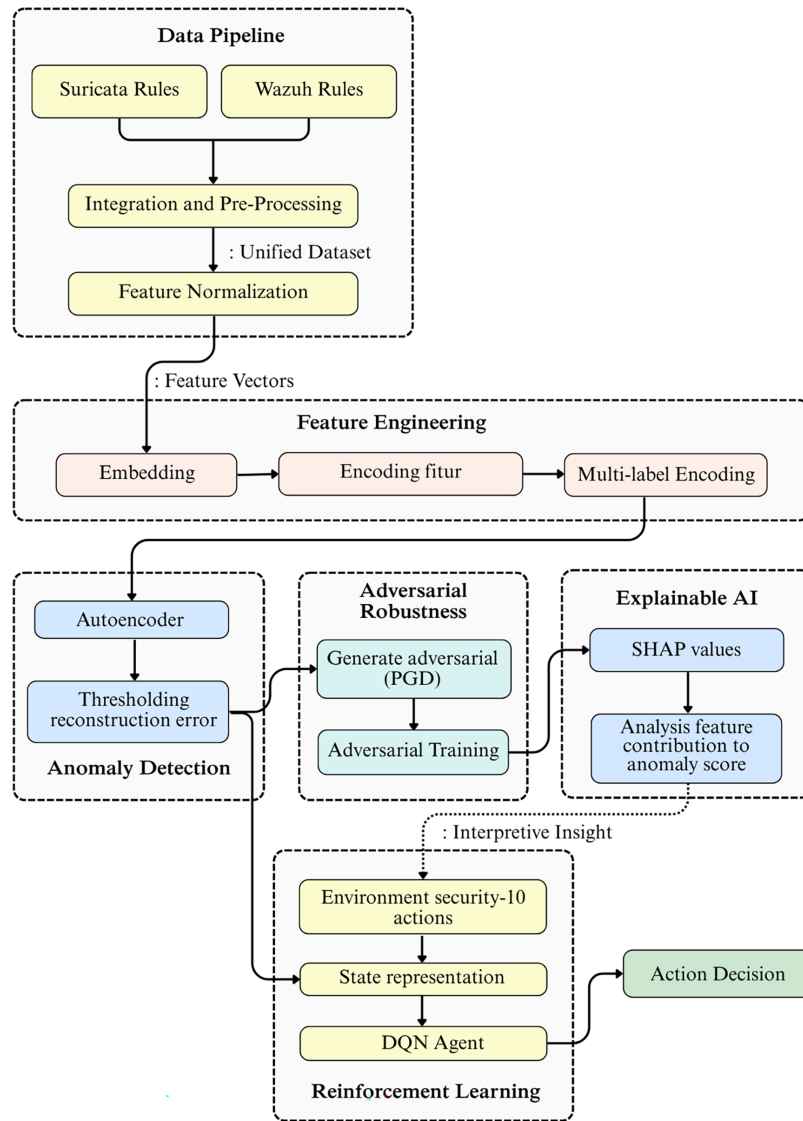 Data Pipeline
Suricata Rules
Wazuh Rules
Integration and Pre-Processing
: Unified Dataset
Feature Normalization
: Feature Vectors
Feature Engineering
Embedding
Encoding fitur
Multi-label Encoding
Autoencoder
Thresholding
reconstruction error
Anomaly Detection
Adversarial
Robustness
Generate adversarial
(PGD)
Adversarial Training
Explainable AI
SHAP values
Analysis feature
contribution to
anomaly score
: Interpretive Insight
Environment security-10
actions
State representation
DQN Agent
Reinforcement Learning
Action Decision